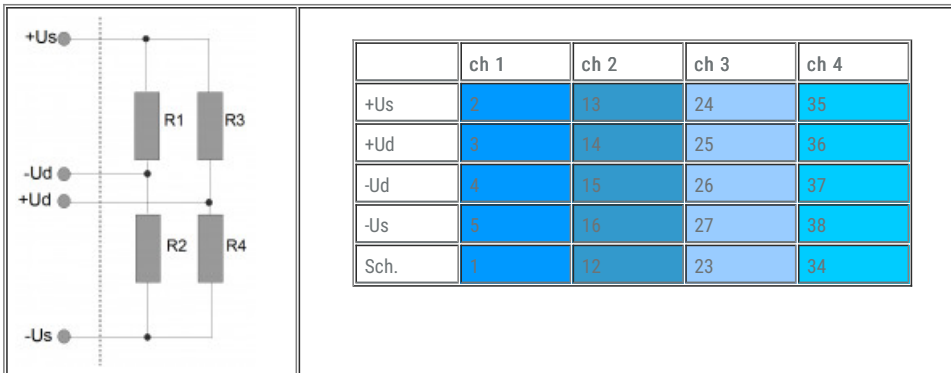 +Us
R1
R3
-Ud
+Ud
R2
R4
-Us
ch 1 ch 2 ch 3 ch 4
+Us 2 13 24 35
+Ud 3 14 25 36
-Ud 4 15 26 37
-Us 5 16 27 38
Sch. 1 12 23 34